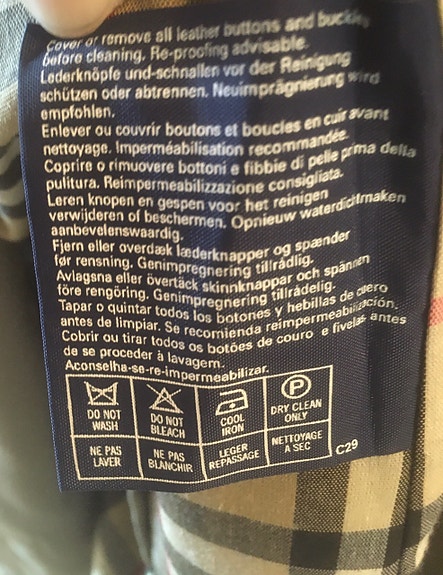 Cover or remove all leather buttons and buckles
before cleaning. Re-proofing advisable.
Lederknöpfe und-schnallen vor der Reinigung
schützen oder abtrennen. Neuimprägnierung wird
empfohlen.
Enlever ou couvrir boutons et boucles en cuir avant
nettoyage. Imperméabilisation recommandée.
Coprire o rimuovere bottoni e fibbie di pelle prima della
pulitura. Reimpermeabilizzazione consigliata.
Leren knopen en gespen voor het reinigen
verwijderen of beschermen. Opnieuw waterdichtmaken
aanbevelenswaardig.
Fjern eller overdæk læderknapper og spænder
før rensning. Genimpregnering tilrådlig.
Avlagsna eller övertäck skinnknappar och spännen
före rengöring. Genimpregnering tillrådelig.
Tapar o quintar todos los botones y hebillas de cuero
antes de limpiar. Se recomienda reimpermeabilización.
Cobrir ou tirar todos os botões de couro e fivelas antes
de se proceder à lavagem.
Aconselha-se-re-impermeabilizar.
DO NOT WASH
DO NOT BLEACH
COOL IRON
P
DRY CLEAN ONLY
NE PAS LAVER
NE PAS BLANCHIR
LEGER REPASSAGE
NETTOYAGE A SEC
C29